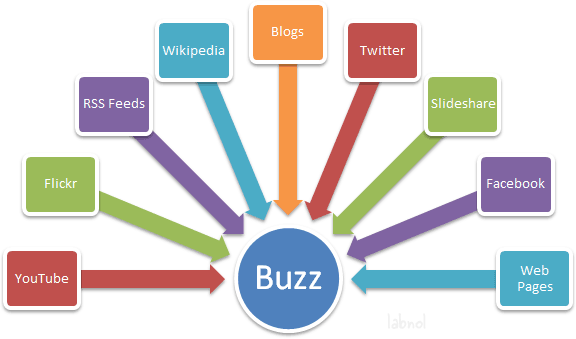 Blogs
Wikipedia
Twitter
RSS Feeds
Slideshare
Flickr
Facebook
YouTube
Buzz
Web
Pages
labnol